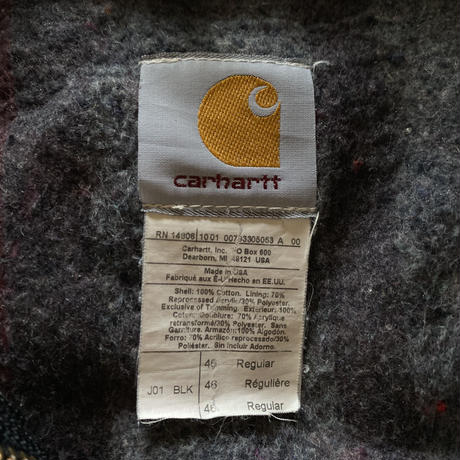 carhartt
RN 14806 1001 00793305053 A 00
Carhartt, Inc. PO Box 600
Dearborn, MI 48121 USA
Made in USA
Fabriqué aux É-U Hecho en EE.UU.
Shell: 100% Cotton. Lining: 70%
Reprocessed Acrylic/30% Polyester.
Exclusive of Trimming. Extérieur: 100%
Coton. Doublure: 70% Acrylique
retransformé/30% Polyester. Sans
Garniture. Armazón:100% Algodón.
Forro: 70% Acrílico reprocesado/30%
Poliéster. Sin Incluir Adorno.
46 Regular
J01 BLK 46 Régulière
46 Regular